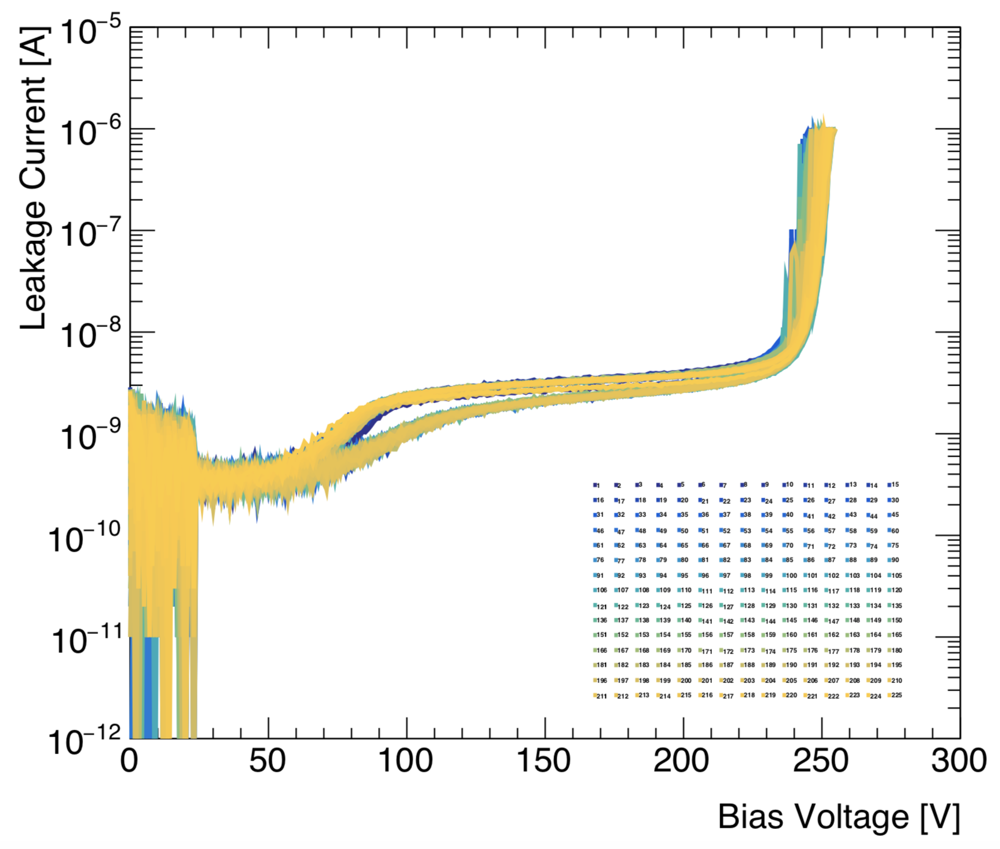 Leakage Current [A]
10−5
10−6
10−7
10−8
10−9
10−10
10−11
10−12
1 2 3 4 5 6 7 8 9 10 11 12 13 14 15
16 17 18 19 20 21 22 23 24 25 26 27 28 29 30
31 32 33 34 35 36 37 38 39 40 41 42 43 44 45
46 47 48 49 50 51 52 53 54 55 56 57 58 59 60
61 62 63 64 65 66 67 68 69 70 71 72 73 74 75
76 77 78 79 80 81 82 83 84 85 86 87 88 89 90
91 92 93 94 95 96 97 98 99 100 101 102 103 104 105
106 107 108 109 110 111 112 113 114 115 116 117 118 119 120
121 122 123 124 125 126 127 128 129 130 131 132 133 134 135
136 137 138 139 140 141 142 143 144 145 146 147 148 149 150
151 152 153 154 155 156 157 158 159 160 161 162 163 164 165
166 167 168 169 170 171 172 173 174 175 176 177 178 179 180
181 182 183 184 185 186 187 188 189 190 191 192 193 194 195
196 197 198 199 200 201 202 203 204 205 206 207 208 209 210
211 212 213 214 215 216 217 218 219 220 221 222 223 224 225
0 50 100 150 200 250 300
Bias Voltage [V]